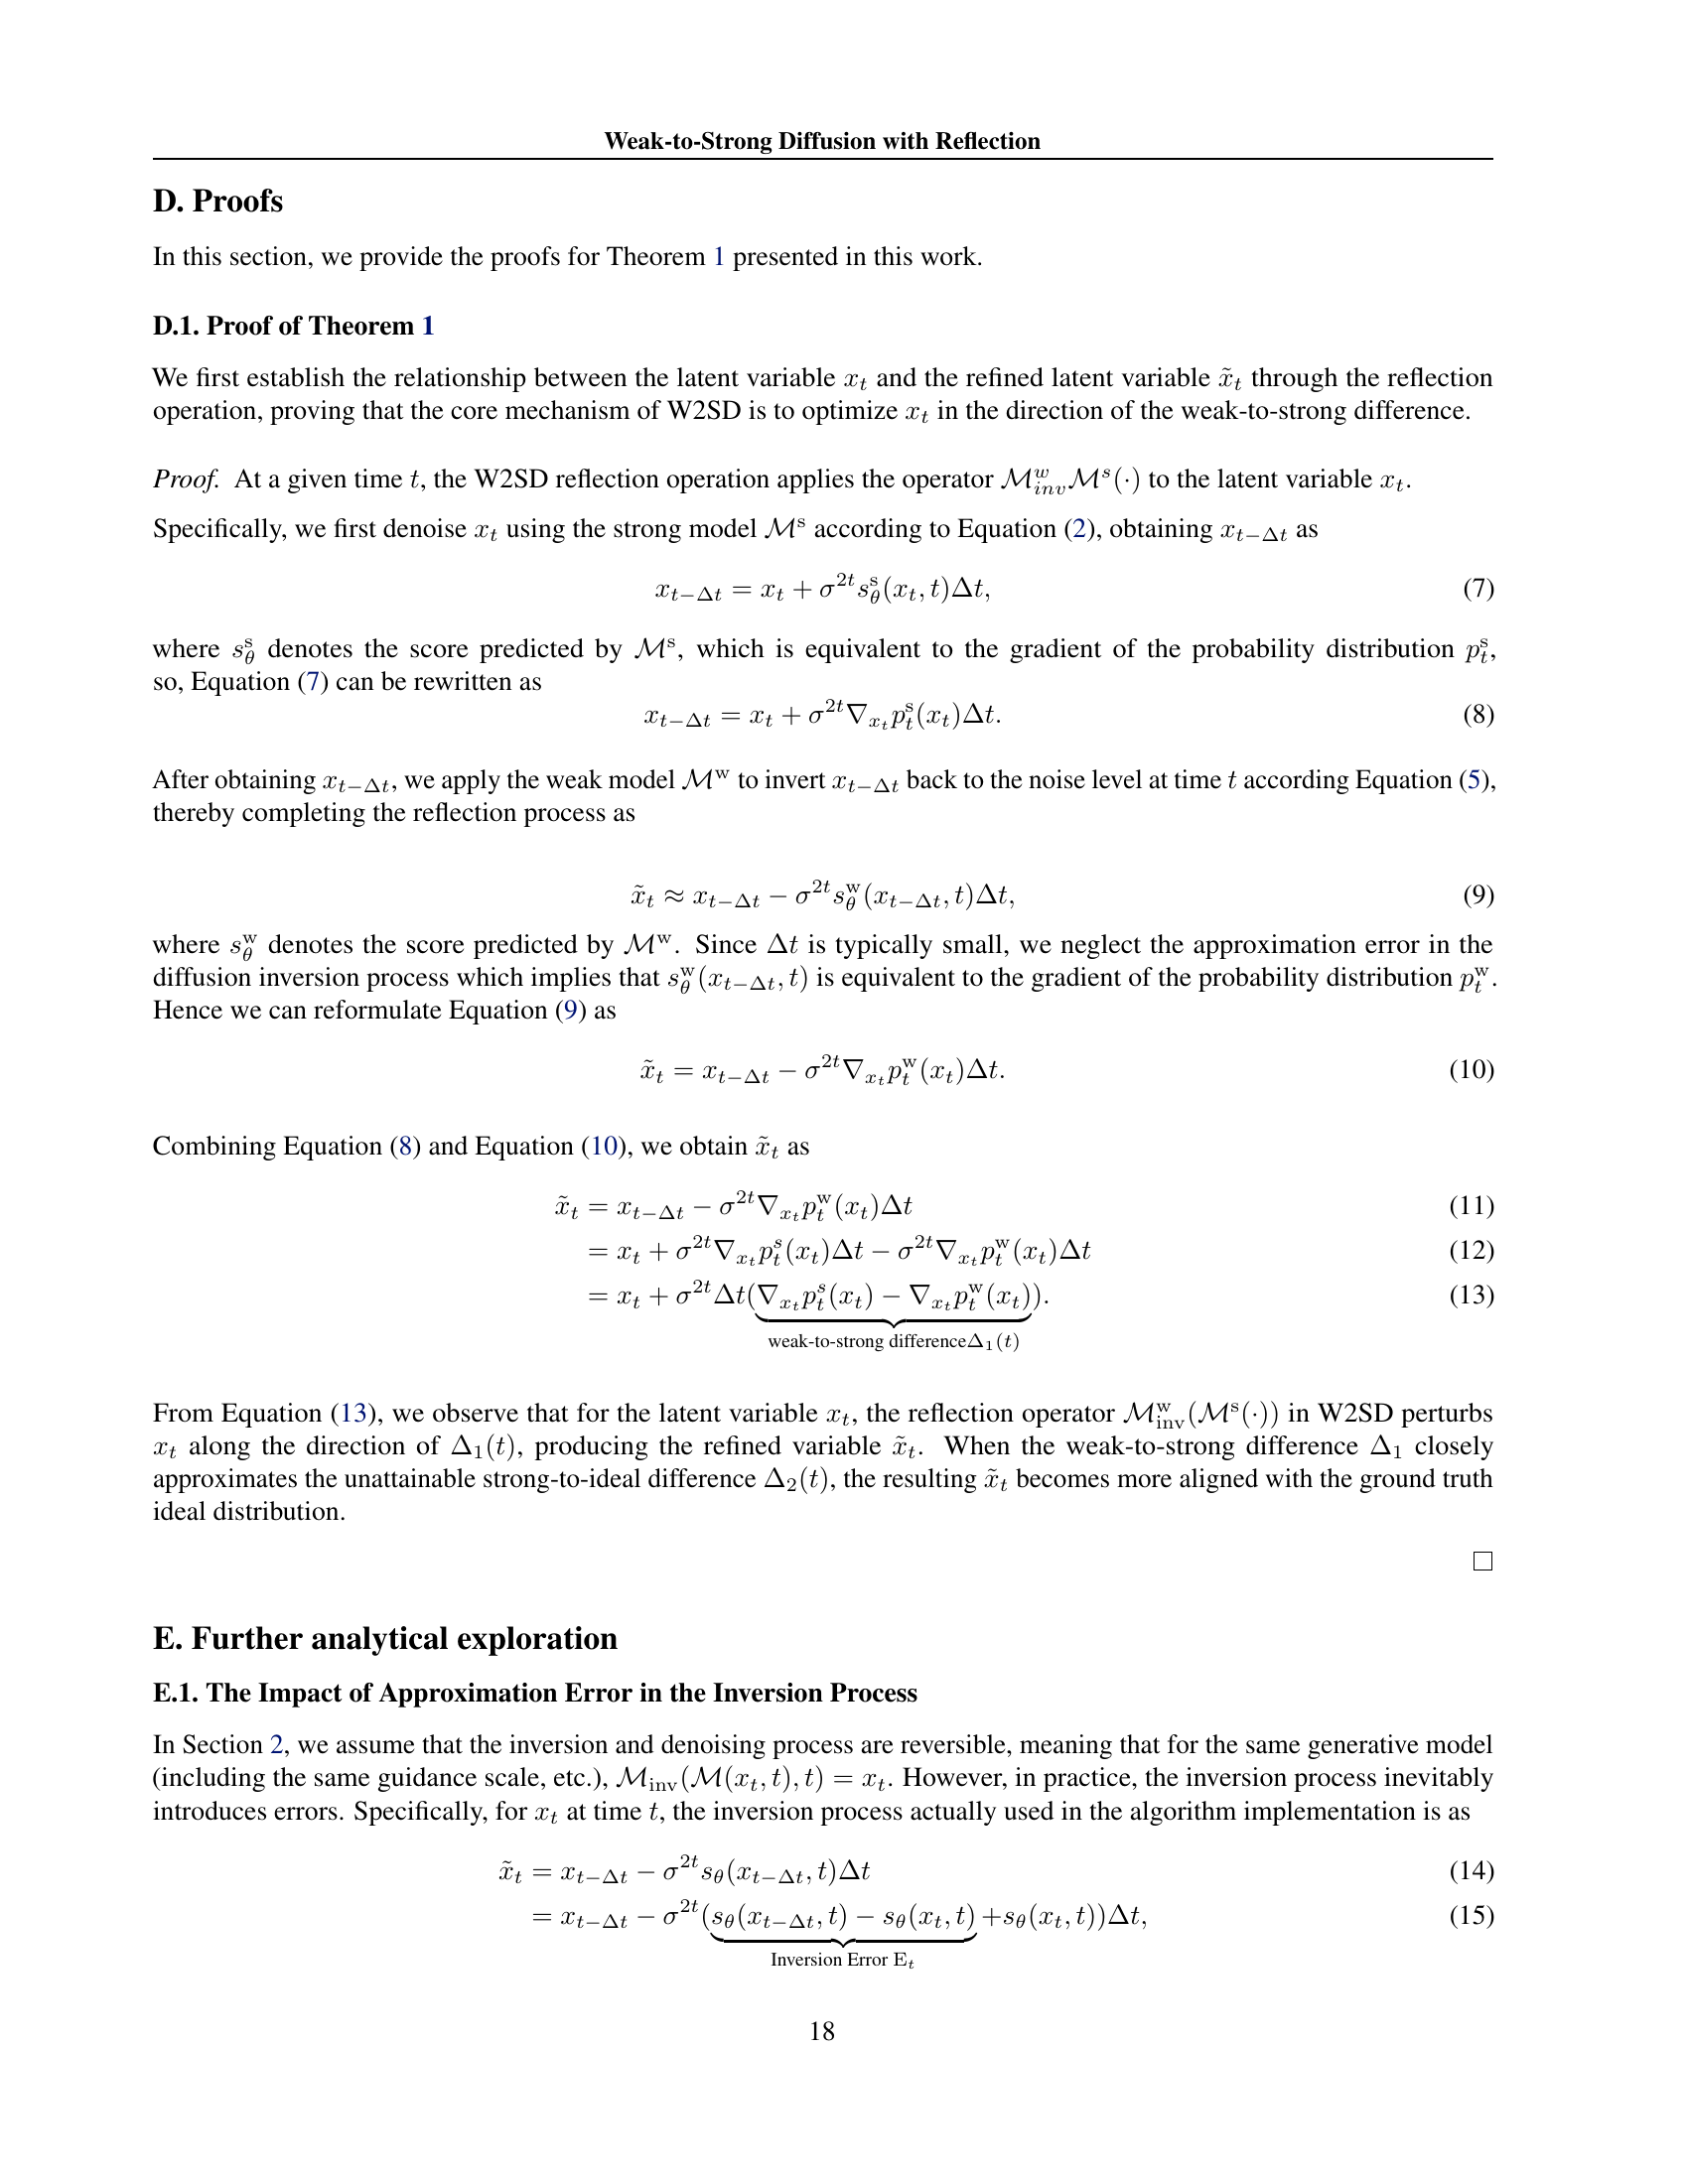 Weak-to-Strong Diffusion with Reflection
D. Proofs
In this section, we provide the proofs for Theorem 1 presented in this work.
D.1. Proof of Theorem 1
We first establish the relationship between the latent variable $x_t$ and the refined latent variable $\tilde{x}_t$ through the reflection
operation, proving that the core mechanism of W2SD is to optimize $x_t$ in the direction of the weak-to-strong difference.
Proof. At a given time $t$, the W2SD reflection operation applies the operator $\mathcal{M}^w_{inv}\mathcal{M}^s(\cdot)$ to the latent variable $x_t$.
Specifically, we first denoise $x_t$ using the strong model $\mathcal{M}^{\mathrm{s}}$ according to Equation (2), obtaining $x_{t-\Delta t}$ as
$x_{t-\Delta t} = x_t + \sigma^{2t} s^{\mathrm{s}}_\theta(x_t, t)\Delta t,$ (7)
where $s^{\mathrm{s}}_\theta$ denotes the score predicted by $\mathcal{M}^{\mathrm{s}}$, which is equivalent to the gradient of the probability distribution $p^{\mathrm{s}}_t$,
so, Equation (7) can be rewritten as
$x_{t-\Delta t} = x_t + \sigma^{2t} \nabla_{x_t} p^{\mathrm{s}}_t(x_t)\Delta t.$ (8)
After obtaining $x_{t-\Delta t}$, we apply the weak model $\mathcal{M}^{\mathrm{w}}$ to invert $x_{t-\Delta t}$ back to the noise level at time $t$ according Equation (5),
thereby completing the reflection process as
$\tilde{x}_t \approx x_{t-\Delta t} - \sigma^{2t} s^{\mathrm{w}}_\theta(x_{t-\Delta t}, t)\Delta t,$ (9)
where $s^{\mathrm{w}}_\theta$ denotes the score predicted by $\mathcal{M}^{\mathrm{w}}$. Since $\Delta t$ is typically small, we neglect the approximation error in the
diffusion inversion process which implies that $s^{\mathrm{w}}_\theta(x_{t-\Delta t}, t)$ is equivalent to the gradient of the probability distribution $p^{\mathrm{w}}_t$.
Hence we can reformulate Equation (9) as
$\tilde{x}_t = x_{t-\Delta t} - \sigma^{2t} \nabla_{x_t} p^{\mathrm{w}}_t(x_t)\Delta t.$ (10)
Combining Equation (8) and Equation (10), we obtain $\tilde{x}_t$ as
$\tilde{x}_t = x_{t-\Delta t} - \sigma^{2t} \nabla_{x_t} p^{\mathrm{w}}_t(x_t)\Delta t$ (11)
$= x_t + \sigma^{2t} \nabla_{x_t} p^s_t(x_t)\Delta t - \sigma^{2t} \nabla_{x_t} p^{\mathrm{w}}_t(x_t)\Delta t$ (12)
$= x_t + \sigma^{2t} \Delta t(\underbrace{\nabla_{x_t} p^s_t(x_t) - \nabla_{x_t} p^{\mathrm{w}}_t(x_t)}).$ (13)
weak-to-strong difference$\Delta_1(t)$
From Equation (13), we observe that for the latent variable $x_t$, the reflection operator $\mathcal{M}^{\mathrm{w}}_{\mathrm{inv}}(\mathcal{M}^{\mathrm{s}}(\cdot))$ in W2SD perturbs
$x_t$ along the direction of $\Delta_1(t)$, producing the refined variable $\tilde{x}_t$. When the weak-to-strong difference $\Delta_1$ closely
approximates the unattainable strong-to-ideal difference $\Delta_2(t)$, the resulting $\tilde{x}_t$ becomes more aligned with the ground truth
ideal distribution.
□
E. Further analytical exploration
E.1. The Impact of Approximation Error in the Inversion Process
In Section 2, we assume that the inversion and denoising process are reversible, meaning that for the same generative model
(including the same guidance scale, etc.), $\mathcal{M}_{\mathrm{inv}}(\mathcal{M}(x_t, t), t) = x_t$. However, in practice, the inversion process inevitably
introduces errors. Specifically, for $x_t$ at time $t$, the inversion process actually used in the algorithm implementation is as
$\tilde{x}_t = x_{t-\Delta t} - \sigma^{2t} s_\theta(x_{t-\Delta t}, t)\Delta t$ (14)
$= x_{t-\Delta t} - \sigma^{2t}(\underbrace{s_\theta(x_{t-\Delta t}, t) - s_\theta(x_t, t)} + s_\theta(x_t, t))\Delta t,$ (15)
Inversion Error $\mathrm{E}_t$
18